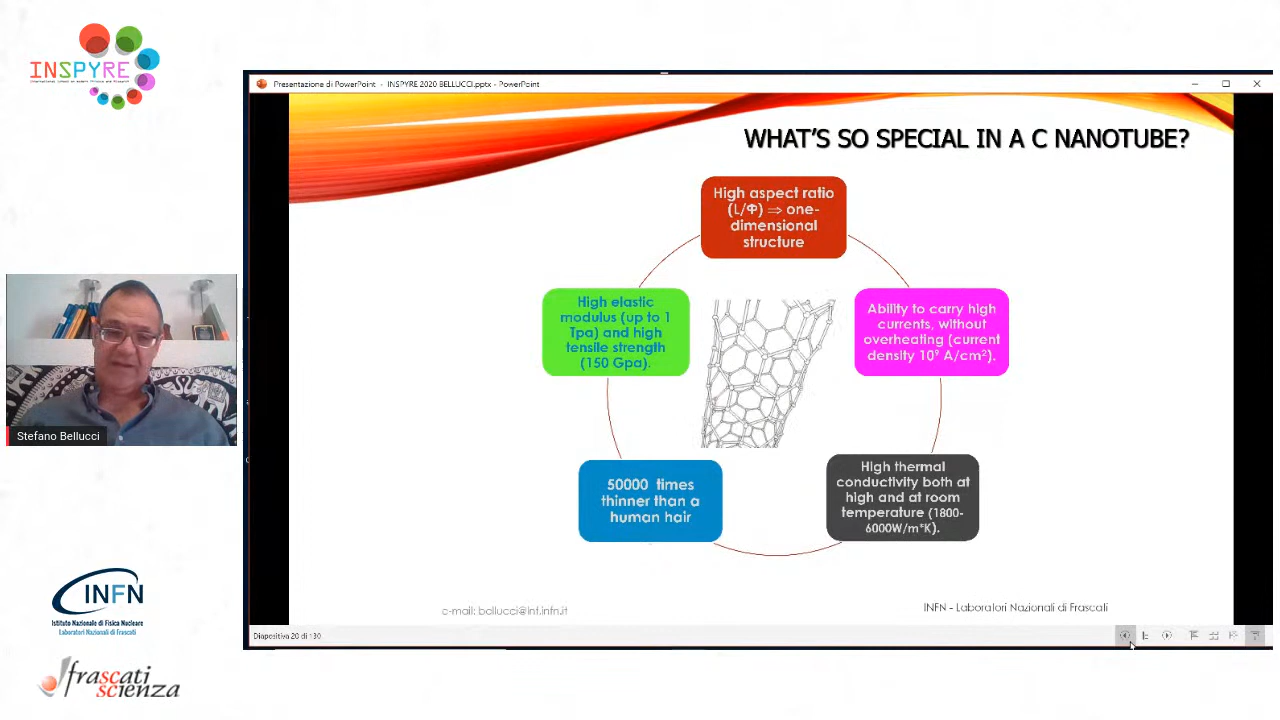 INSPYRE
Presentazione di PowerPoint - INSPYRE 2020 BELLUCCI.pptx - PowerPoint
WHAT'S SO SPECIAL IN A C NANOTUBE?
High aspect ratio
(L/Φ) ⇒ one-
dimensional
structure
High elastic
modulus (up to 1
Tpa) and high
tensile strength
(150 Gpa).
Ability to carry high
currents, without
overheating (current
density 10⁹ A/cm²).
50000 times
thinner than a
human hair
High thermal
conductivity both at
high and at room
temperature (1800-
6000W/m*K).
Stefano Bellucci
e-mail: bellucci@lnf.infn.it
INFN - Laboratori Nazionali di Frascati
Diapositiva 20 di 130
INFN
Istituto Nazionale di Fisica Nucleare
Laboratori Nazionali di Frascati
frascati
scienza